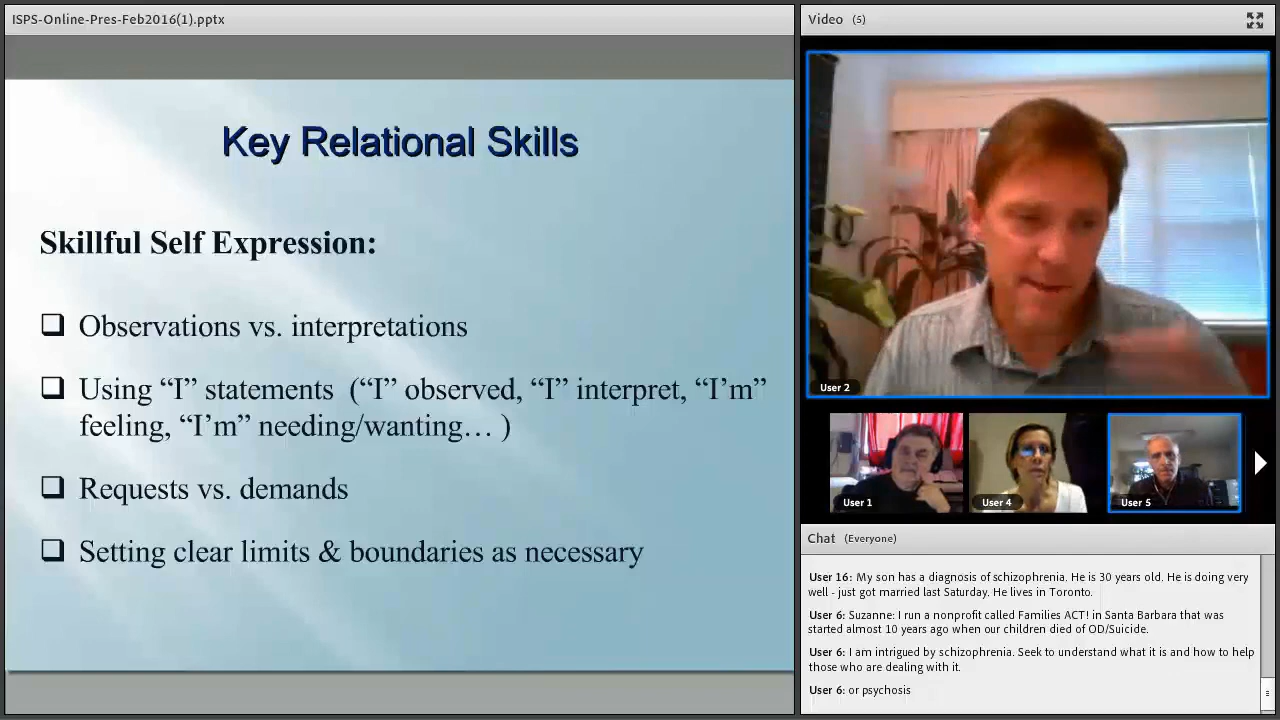 ISPS-Online-Pres-Feb2016(1).pptx
Key Relational Skills
Skillful Self Expression:
❑ Observations vs. interpretations
❑ Using “I” statements (“I” observed, “I” interpret, “I’m”
feeling, “I’m” needing/wanting… )
❑ Requests vs. demands
❑ Setting clear limits & boundaries as necessary
Video (5)
User 2
User 1
User 4
User 5
Chat (Everyone)
User 16: My son has a diagnosis of schizophrenia. He is 30 years old. He is doing very
well - just got married last Saturday. He lives in Toronto.
User 6: Suzanne: I run a nonprofit called Families ACT! in Santa Barbara that was
started almost 10 years ago when our children died of OD/Suicide.
User 6: I am intrigued by schizophrenia. Seek to understand what it is and how to help
those who are dealing with it.
User 6: or psychosis